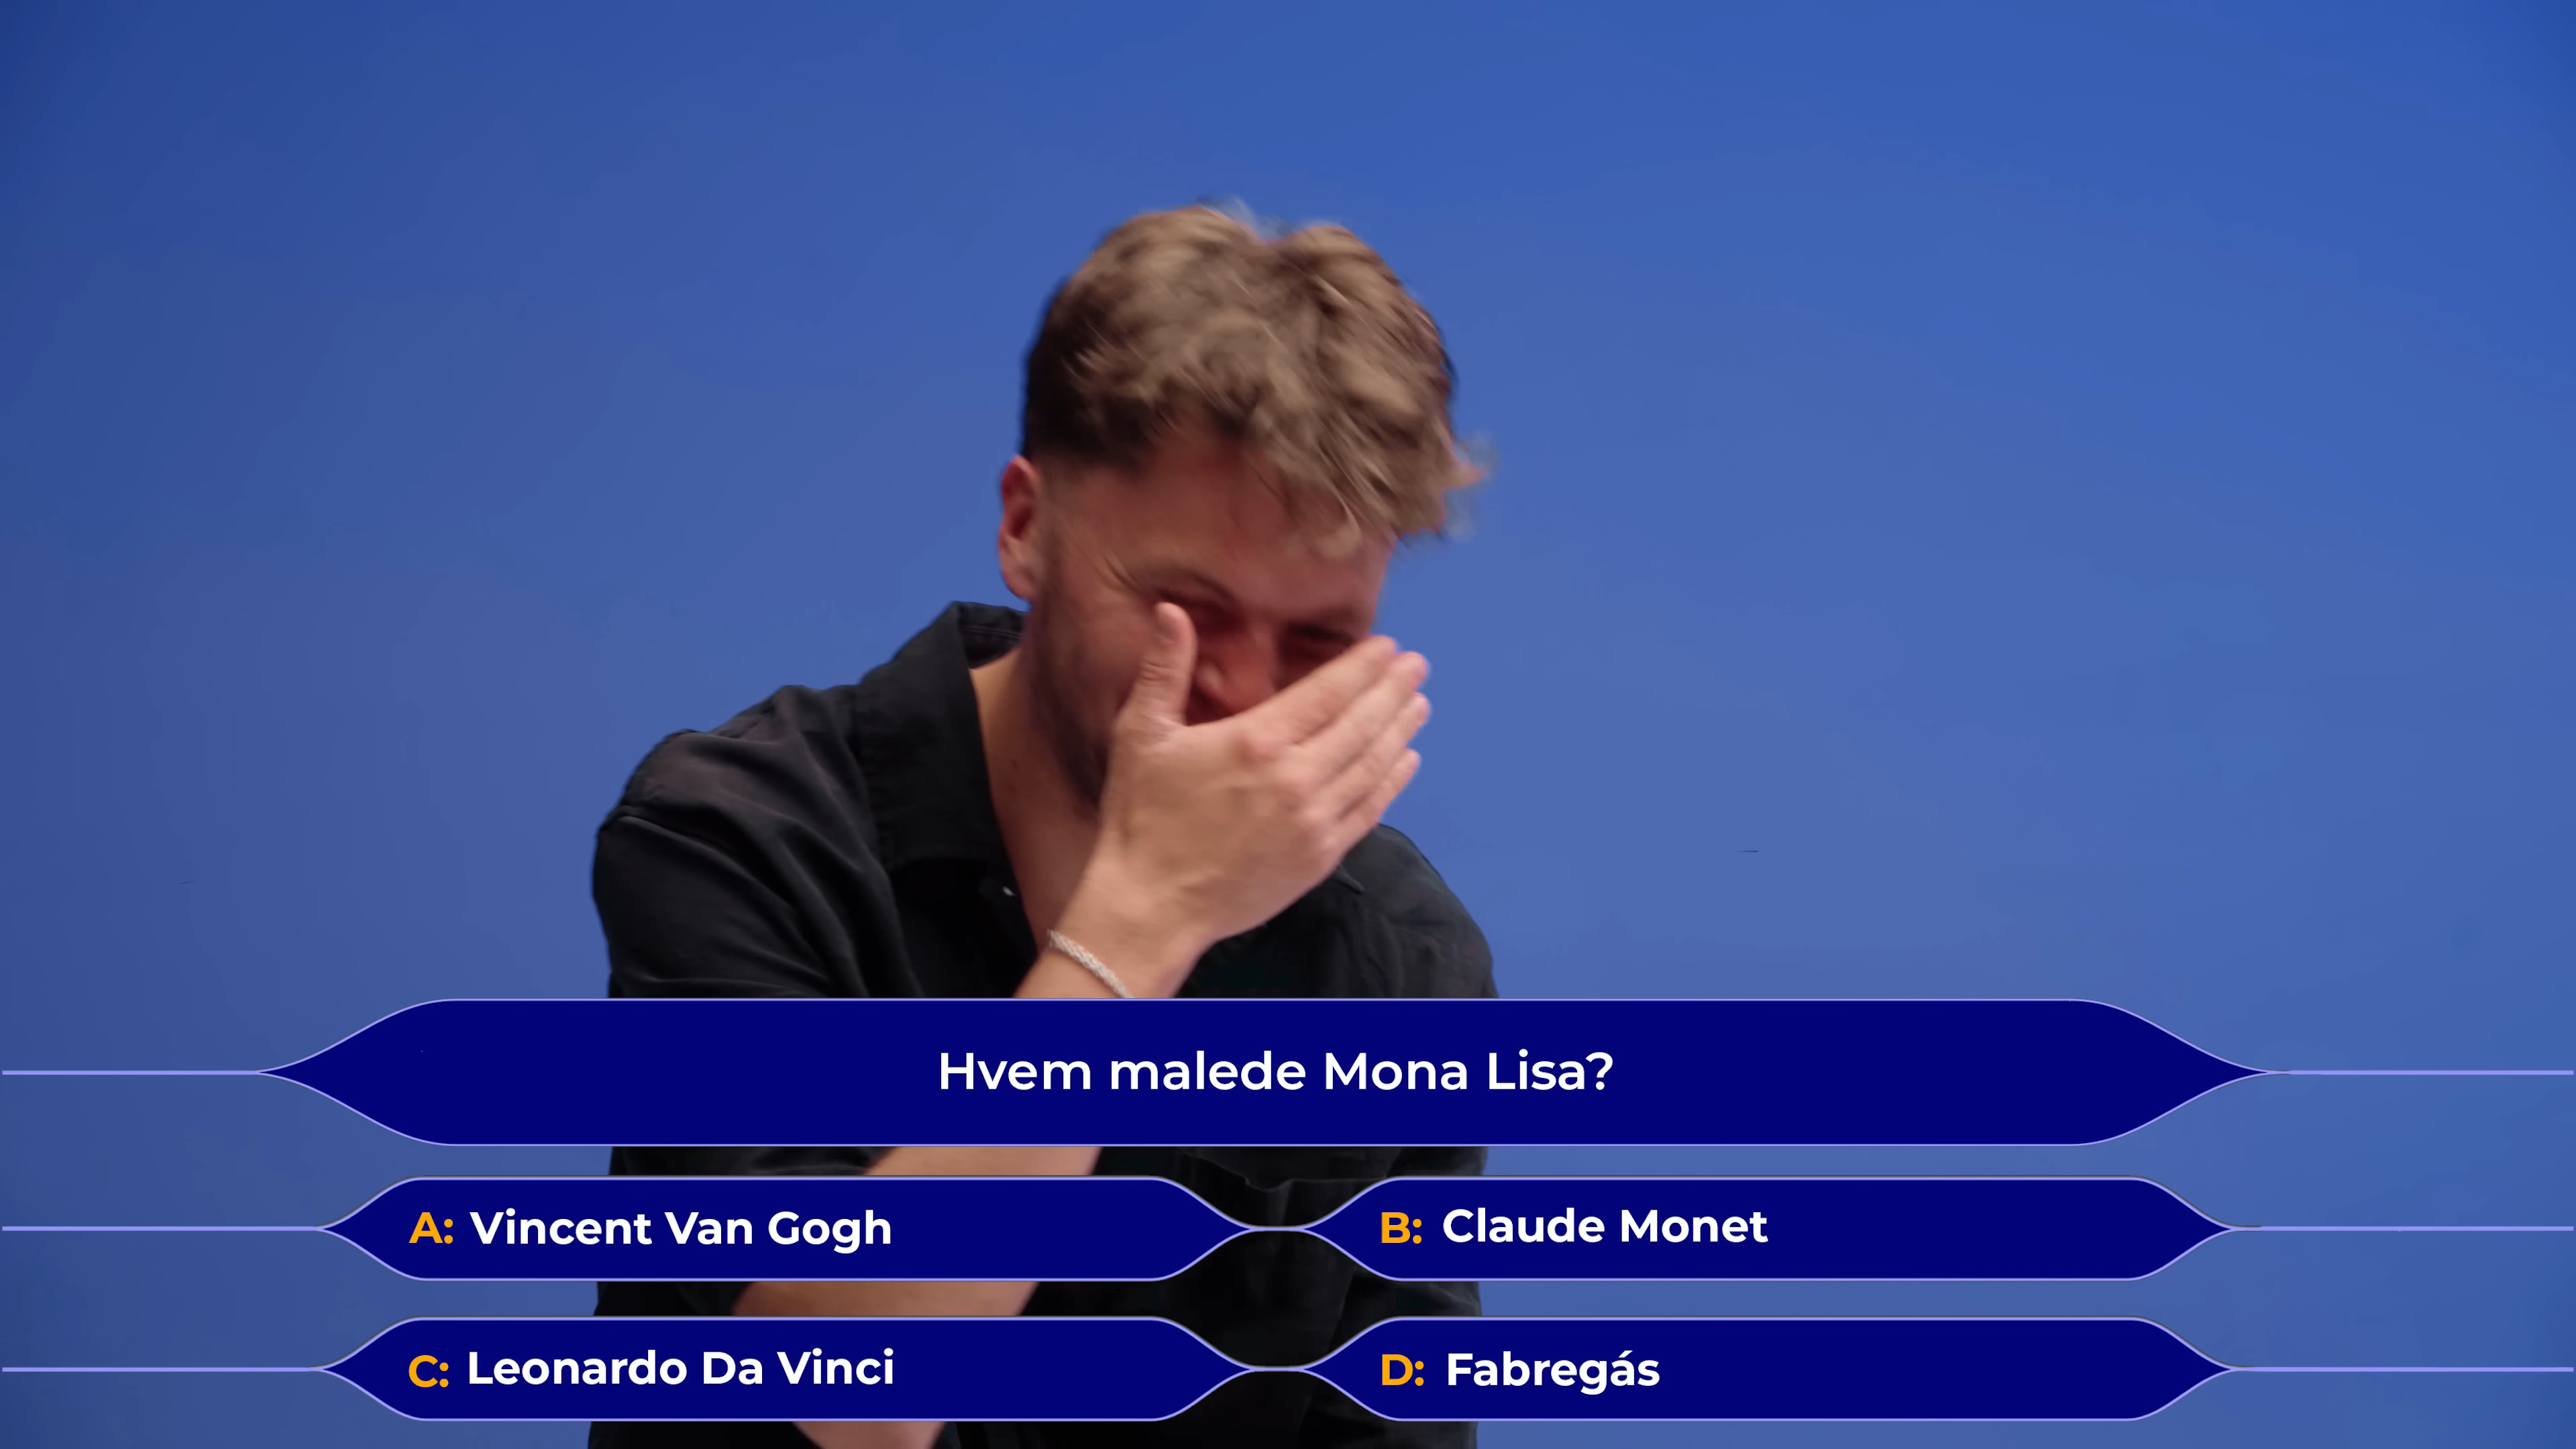 Hvem malede Mona Lisa?
A: Vincent Van Gogh
B: Claude Monet
C: Leonardo Da Vinci
D: Fabregás